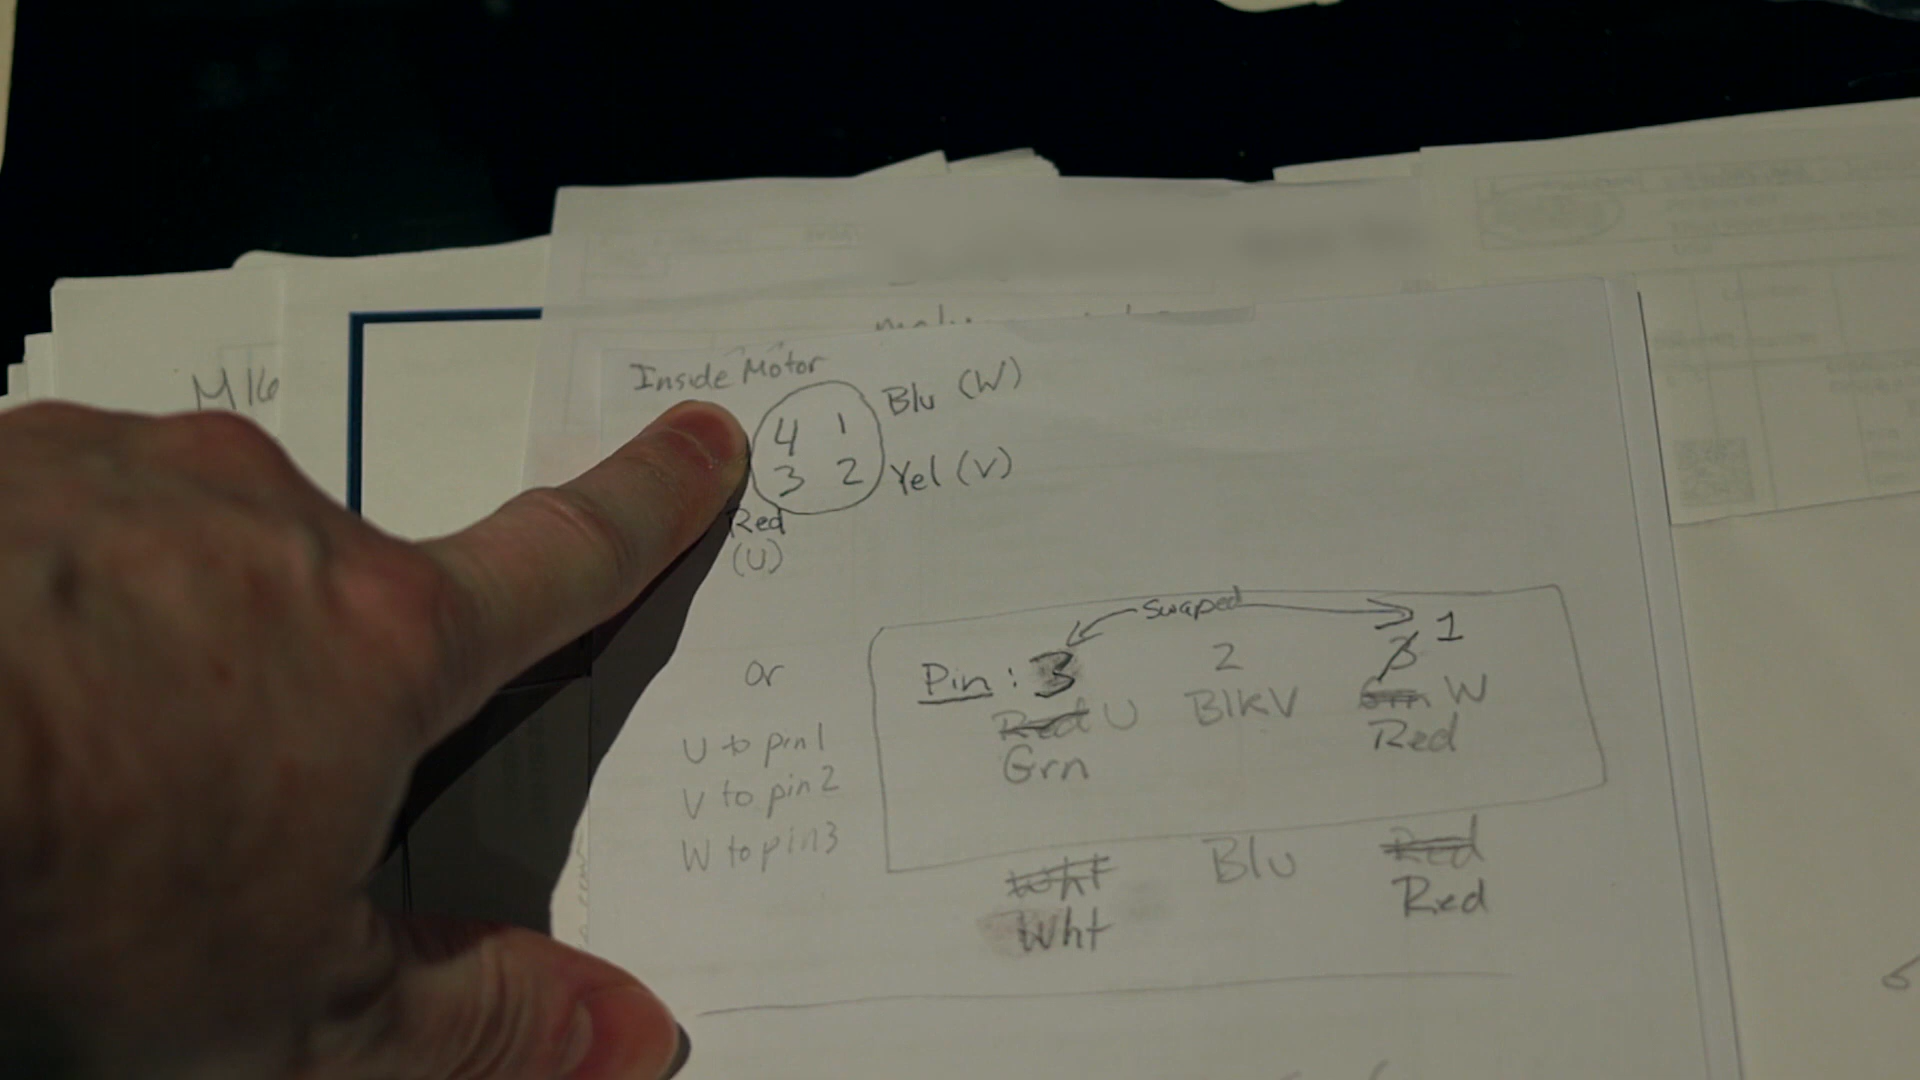 M16
Inside Motor
4 1 Blu (W)
3 2 Yel (V)
Red
(U)
Swaped
Pin: 3 2 3 1
Red U BlkV Grn W
Grn Red
or
U to pin1
V to pin2
W to pin3
Wht Blu Red
Wht Red